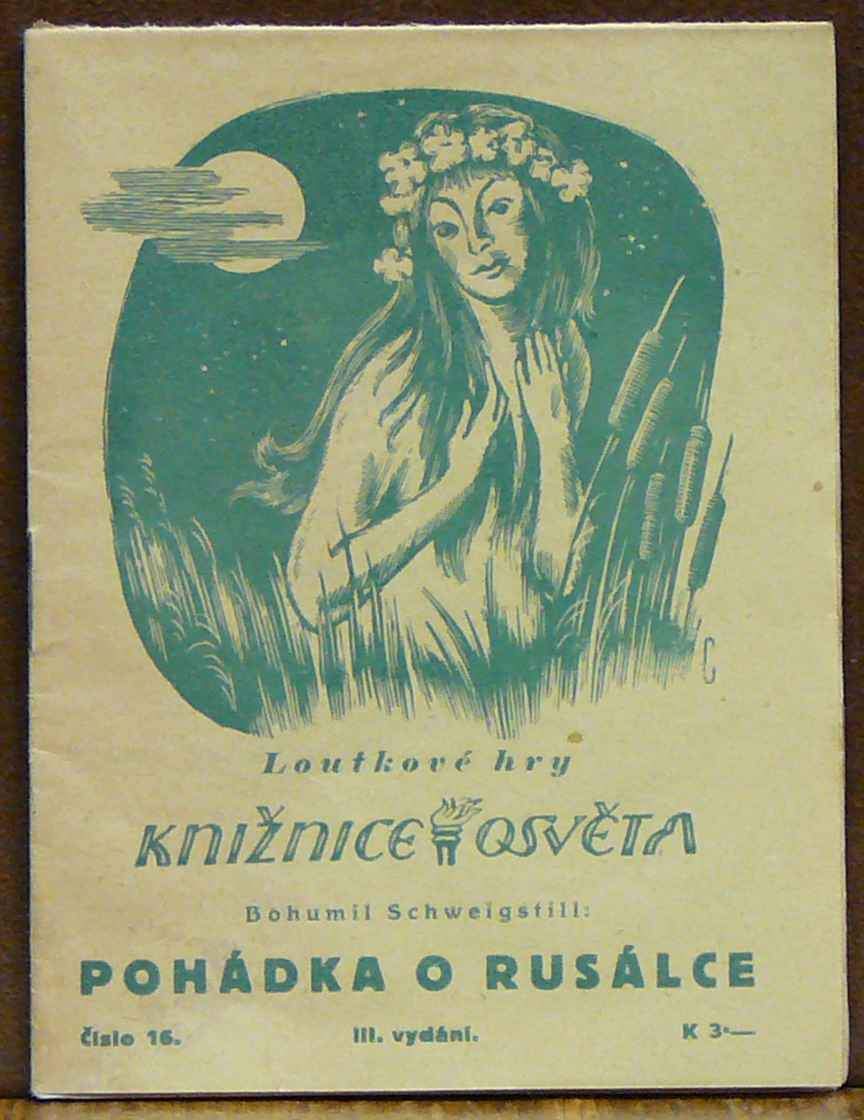 C
Loutkové hry
KNIŽNICE OSVĚTA
Bohumil Schweigstill:
POHÁDKA O RUSÁLCE
číslo 16. III. vydání. K 3·—